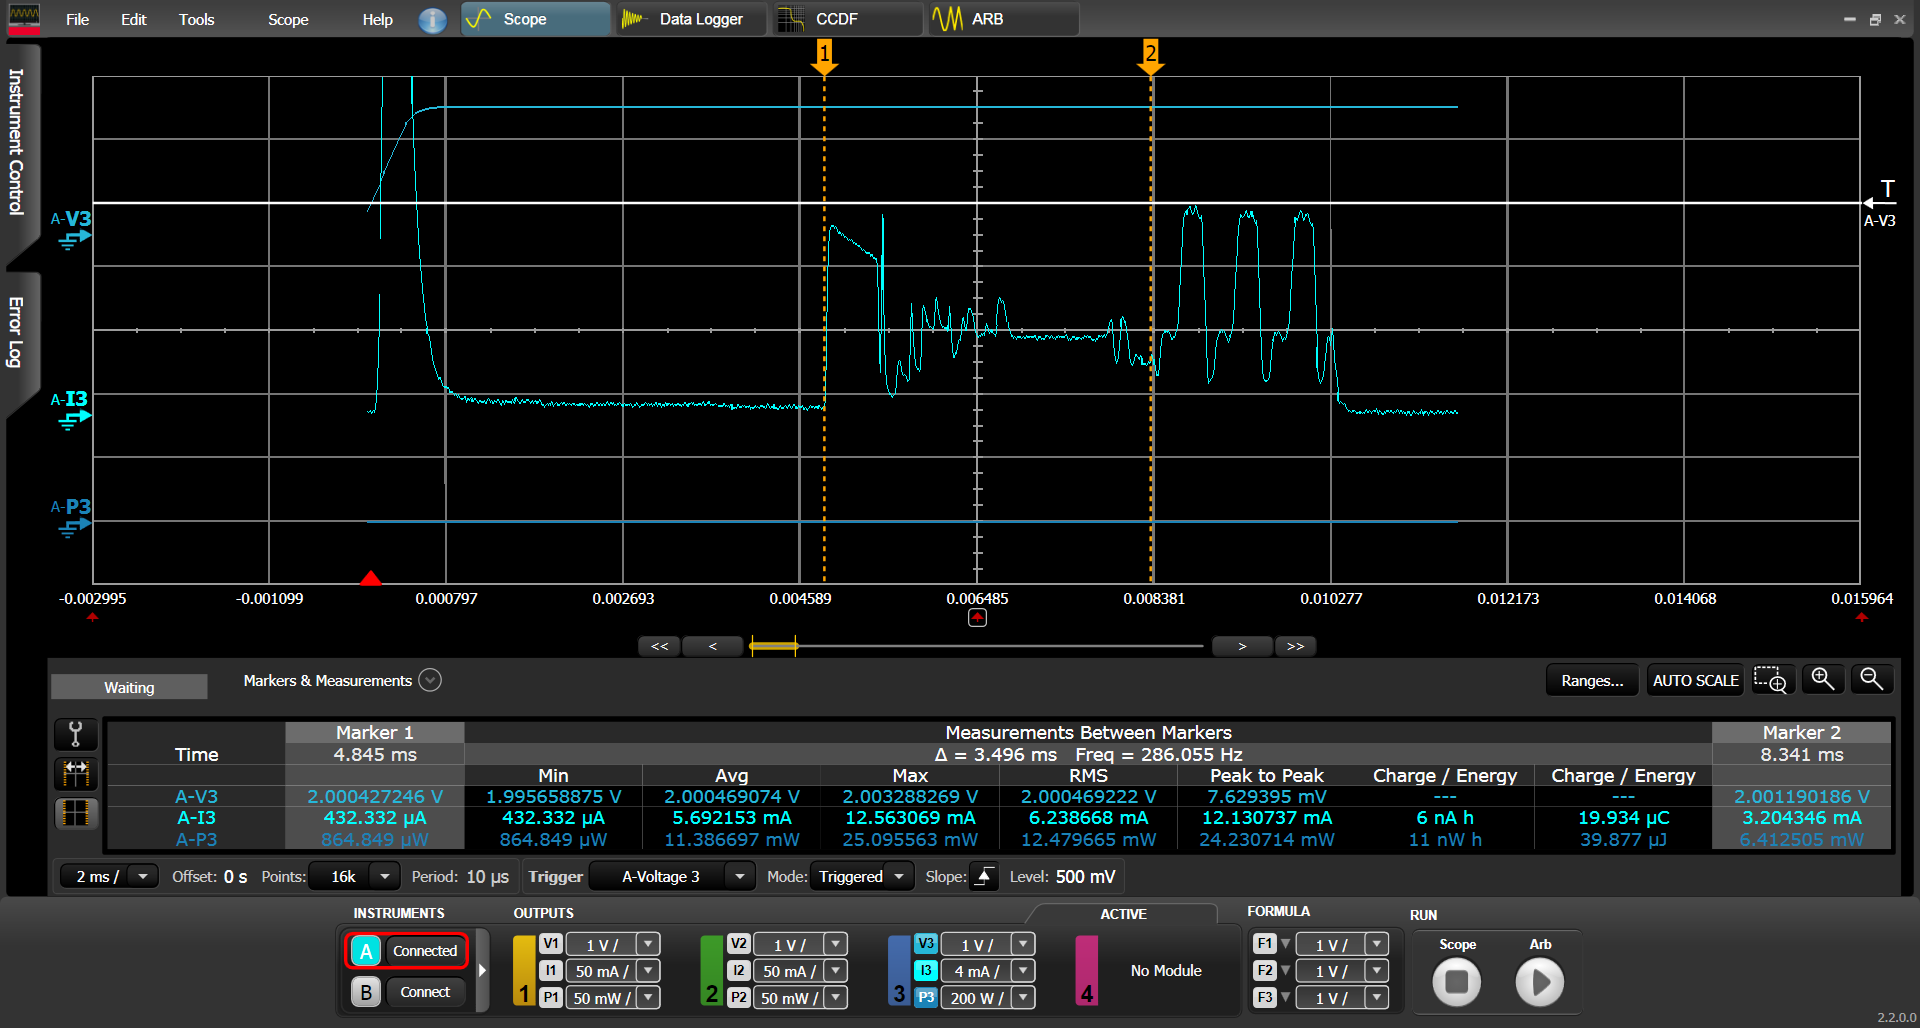 File Edit Tools Scope Help i Scope Data Logger CCDF ARB
Instrument Control
Error Log
1 2
A-V3
A-I3
A-P3
T
A-V3
-0.002995 -0.001099 0.000797 0.002693 0.004589 0.006485 0.008381 0.010277 0.012173 0.014068 0.015964
<< < > >>
Waiting Markers & Measurements Ranges... AUTO SCALE
Marker 1 Measurements Between Markers Marker 2
Time 4.845 ms Δ = 3.496 ms Freq = 286.055 Hz 8.341 ms
Min Avg Max RMS Peak to Peak Charge / Energy Charge / Energy
A-V3 2.000427246 V 1.995658875 V 2.000469074 V 2.003288269 V 2.000469222 V 7.629395 mV --- --- 2.001190186 V
A-I3 432.332 µA 432.332 µA 5.692153 mA 12.563069 mA 6.238668 mA 12.130737 mA 6 nA h 19.934 µC 3.204346 mA
A-P3 864.849 µW 864.849 µW 11.386697 mW 25.095563 mW 12.479665 mW 24.230714 mW 11 nW h 39.877 µJ 6.412505 mW
2 ms / Offset: 0 s Points: 16k Period: 10 µs Trigger A-Voltage 3 Mode: Triggered Slope: Level: 500 mV
INSTRUMENTS OUTPUTS ACTIVE FORMULA RUN
A Connected
B Connect
1 V1 1 V /
I1 50 mA /
P1 50 mW /
2 V2 1 V /
I2 50 mA /
P2 50 mW /
3 V3 1 V /
I3 4 mA /
P3 200 W /
4 No Module
F1 1 V /
F2 1 V /
F3 1 V /
Scope Arb
2.2.0.0